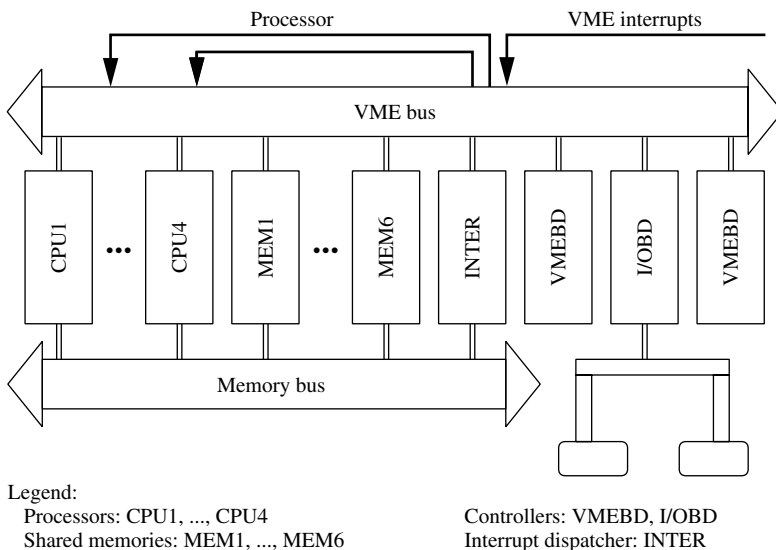 Processor
VME interrupts
VME bus
CPU1
...
CPU4
MEM1
...
MEM6
INTER
VMEBD
I/OBD
VMEBD
Memory bus
Legend:
Processors: CPU1, ..., CPU4
Shared memories: MEM1, ..., MEM6
Controllers: VMEBD, I/OBD
Interrupt dispatcher: INTER